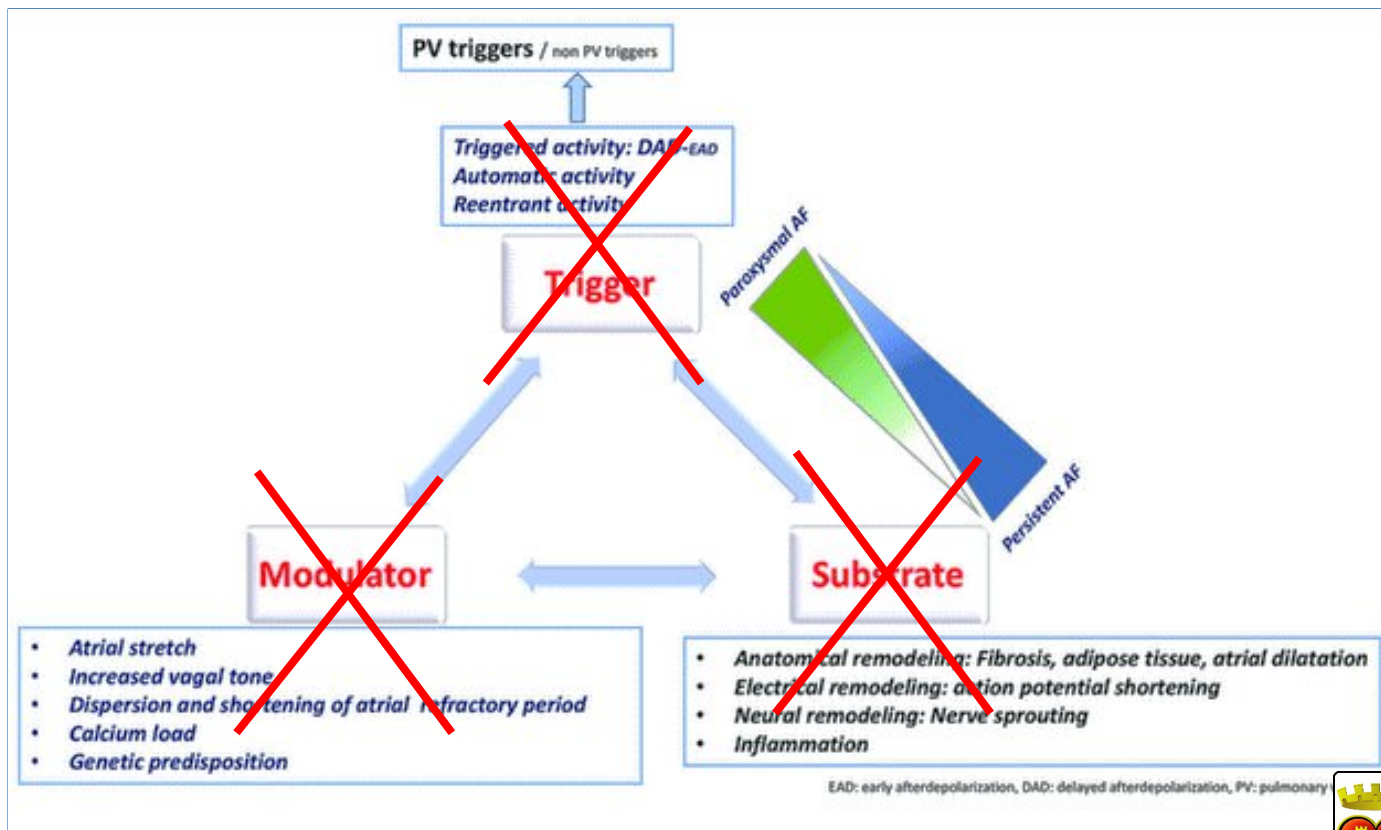 PV triggers / non PV triggers
Triggered activity: DAD-EAD
Automatic activity
Reentrant activity
Trigger
Paroxysmal AF
Persistent AF
Modulator
Substrate
• Atrial stretch
• Increased vagal tone
• Dispersion and shortening of atrial refractory period
• Calcium load
• Genetic predisposition
• Anatomical remodeling: Fibrosis, adipose tissue, atrial dilatation
• Electrical remodeling: action potential shortening
• Neural remodeling: Nerve sprouting
• Inflammation
EAD: early afterdepolarization, DAD: delayed afterdepolarization, PV: pulmonary